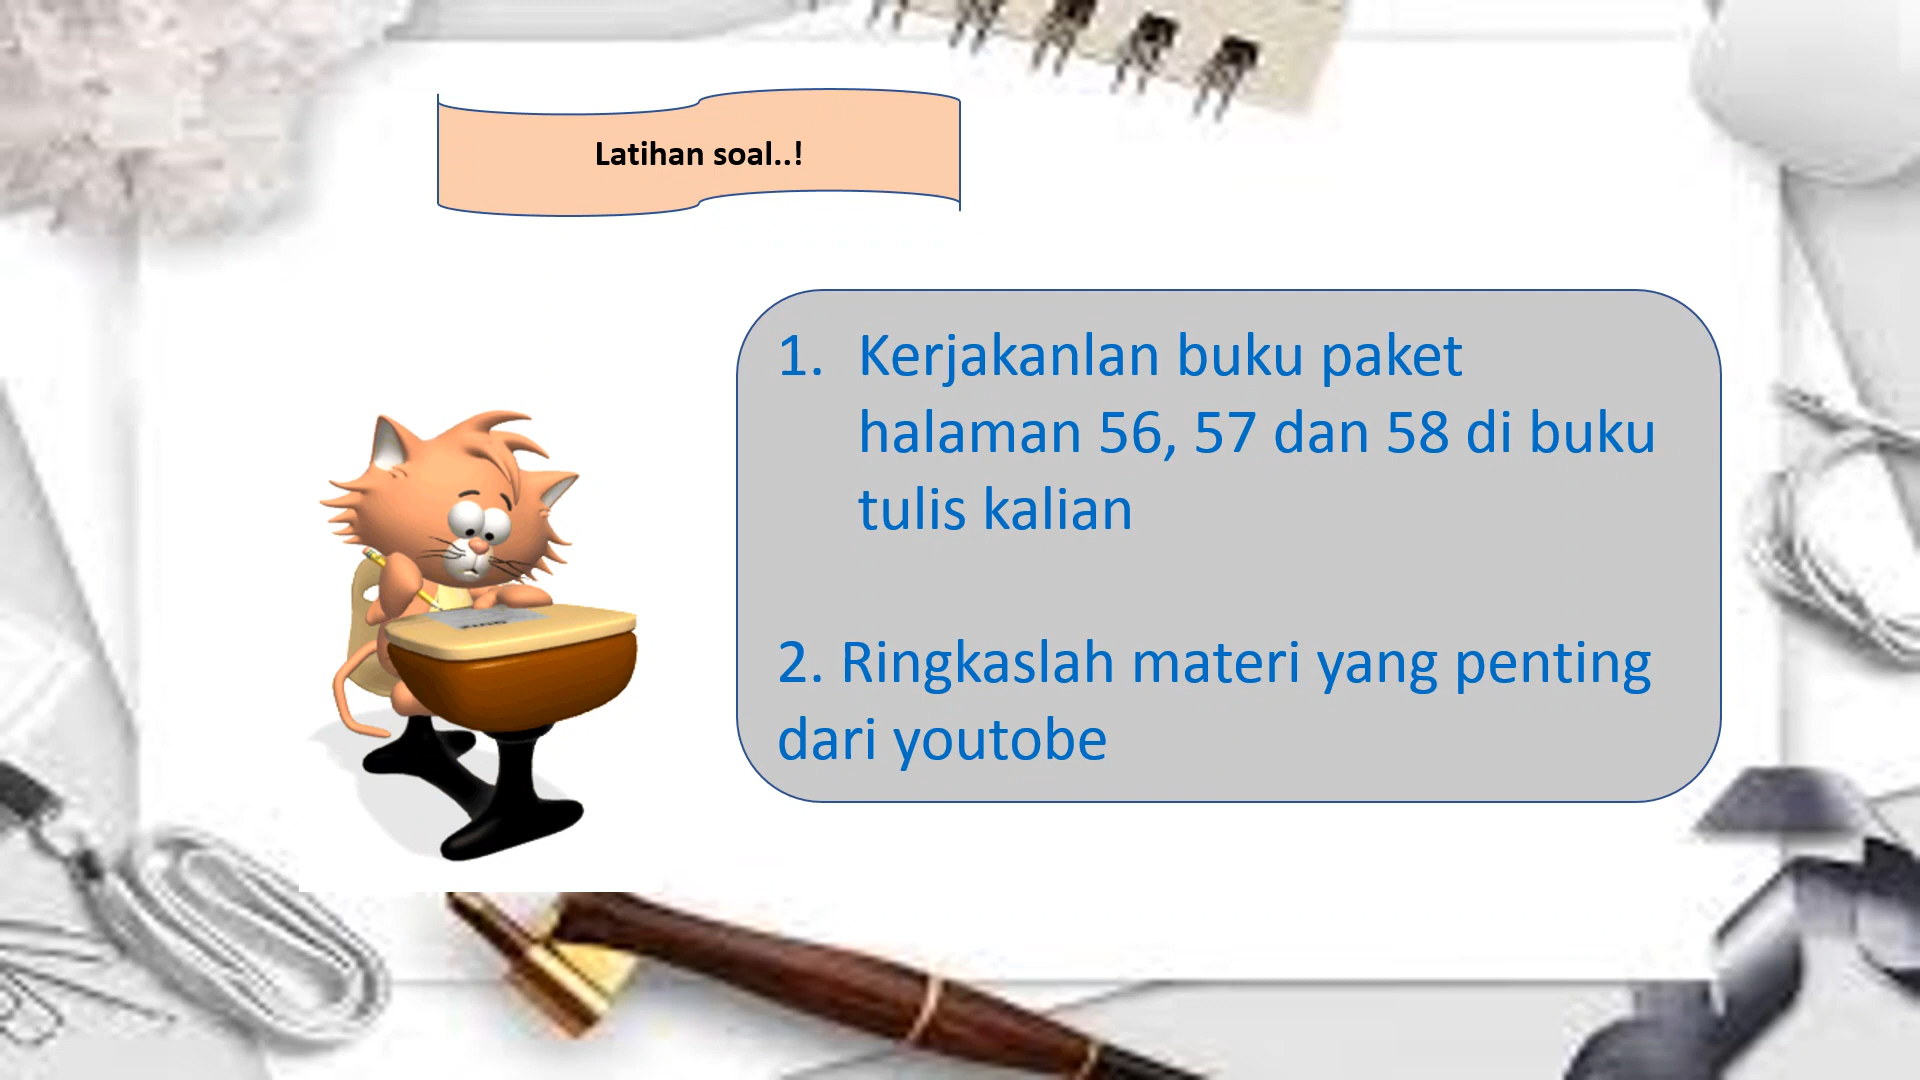 Latihan soal..!
1. Kerjakanlan buku paket
halaman 56, 57 dan 58 di buku
tulis kalian
2. Ringkaslah materi yang penting
dari youtobe